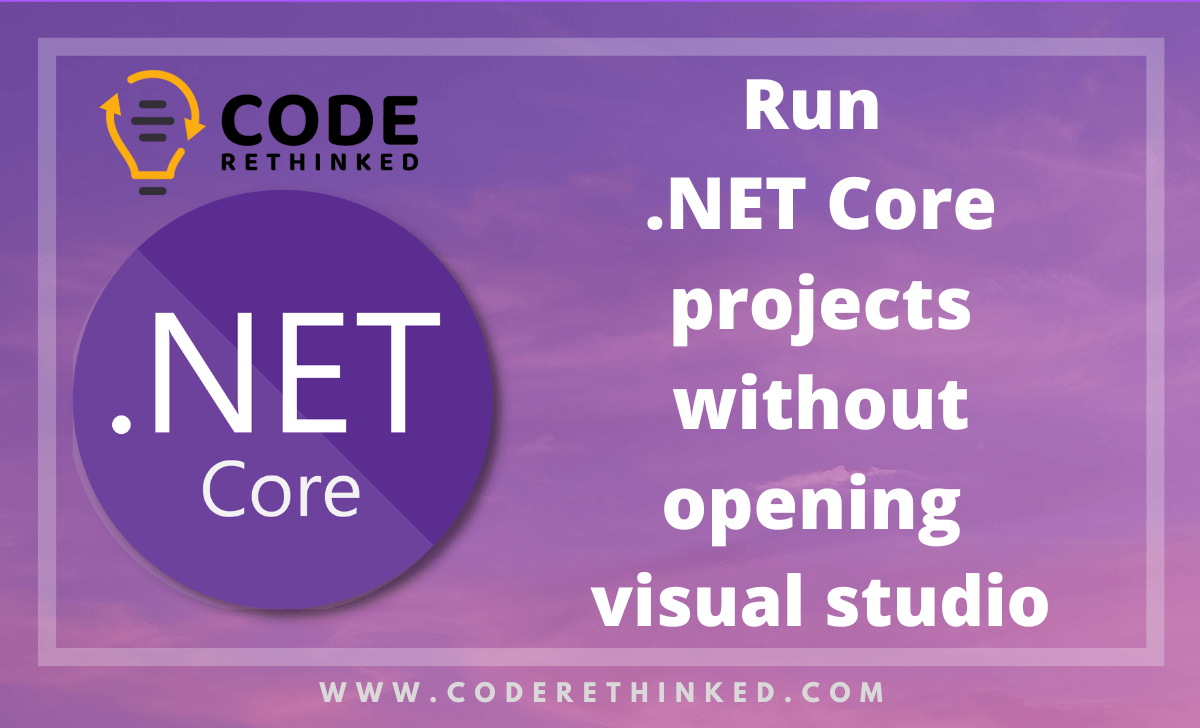 CODE
RETHINKED
.NET
Core
Run
.NET Core
projects
without
opening
visual studio
WWW.CODERETHINKED.COM